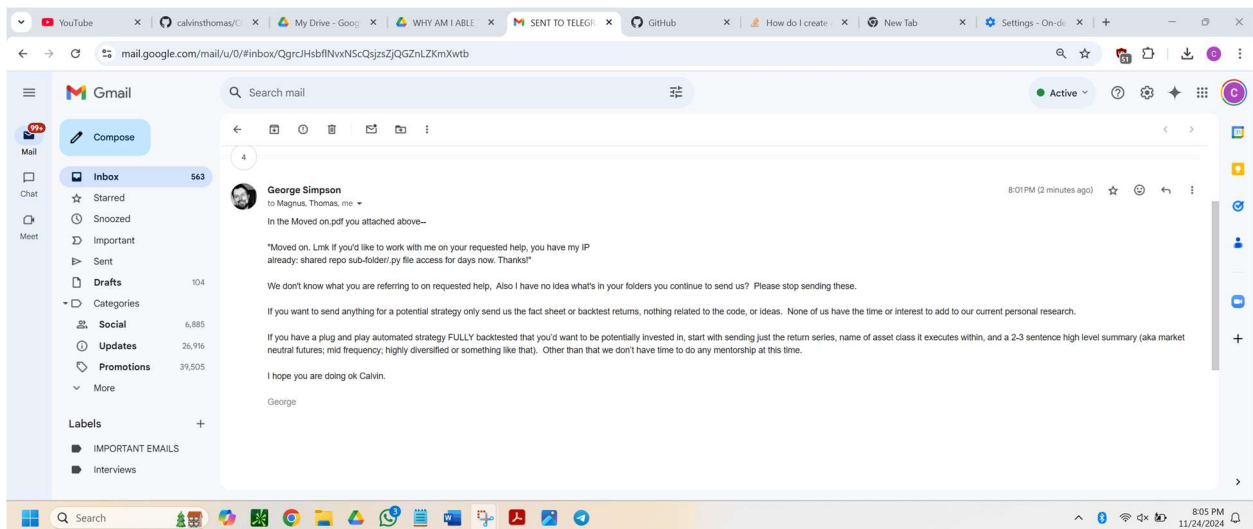 YouTube
calvinsthomas/C
My Drive - Goog
WHY AM I ABLE
SENT TO TELEGR
GitHub
How do I create
New Tab
Settings - On-de
mail.google.com/mail/u/0/#inbox/QgrcJHsbflNvxNScQsjzsZjQGZnLZKmXwtb
51
C
Gmail
Search mail
Active
C
99+
Mail
Compose
4
Chat
Meet
Inbox 563
Starred
Snoozed
Important
Sent
Drafts 104
Categories
Social 6,885
Updates 26,916
Promotions 39,505
More
Labels
IMPORTANT EMAILS
Interviews
George Simpson
8:01 PM (2 minutes ago)
to Magnus, Thomas, me
In the Moved on.pdf you attached above--
"Moved on. Lmk If you'd like to work with me on your requested help, you have my IP
already: shared repo sub-folder/.py file access for days now. Thanks!"
We don't know what you are referring to on requested help, Also I have no idea what's in your folders you continue to send us? Please stop sending these.
If you want to send anything for a potential strategy only send us the fact sheet or backtest returns, nothing related to the code, or ideas. None of us have the time or interest to add to our current personal research.
If you have a plug and play automated strategy FULLY backtested that you'd want to be potentially invested in, start with sending just the return series, name of asset class it executes within, and a 2-3 sentence high level summary (aka market
neutral futures; mid frequency; highly diversified or something like that). Other than that we don't have time to do any mentorship at this time.
I hope you are doing ok Calvin.
George
Search
3
8:05 PM
11/24/2024